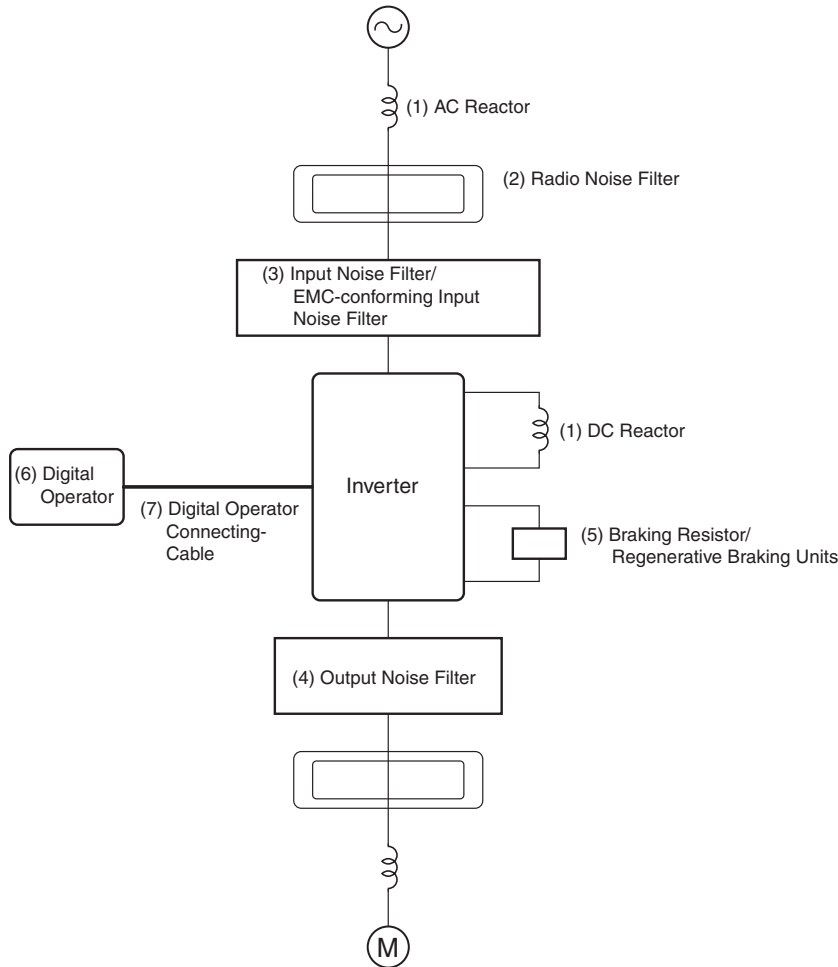 (1) AC Reactor
(2) Radio Noise Filter
(3) Input Noise Filter/
EMC-conforming Input
Noise Filter
(1) DC Reactor
Inverter
(6) Digital
Operator
(7) Digital Operator
Connecting-
Cable
(5) Braking Resistor/
Regenerative Braking Units
(4) Output Noise Filter
M